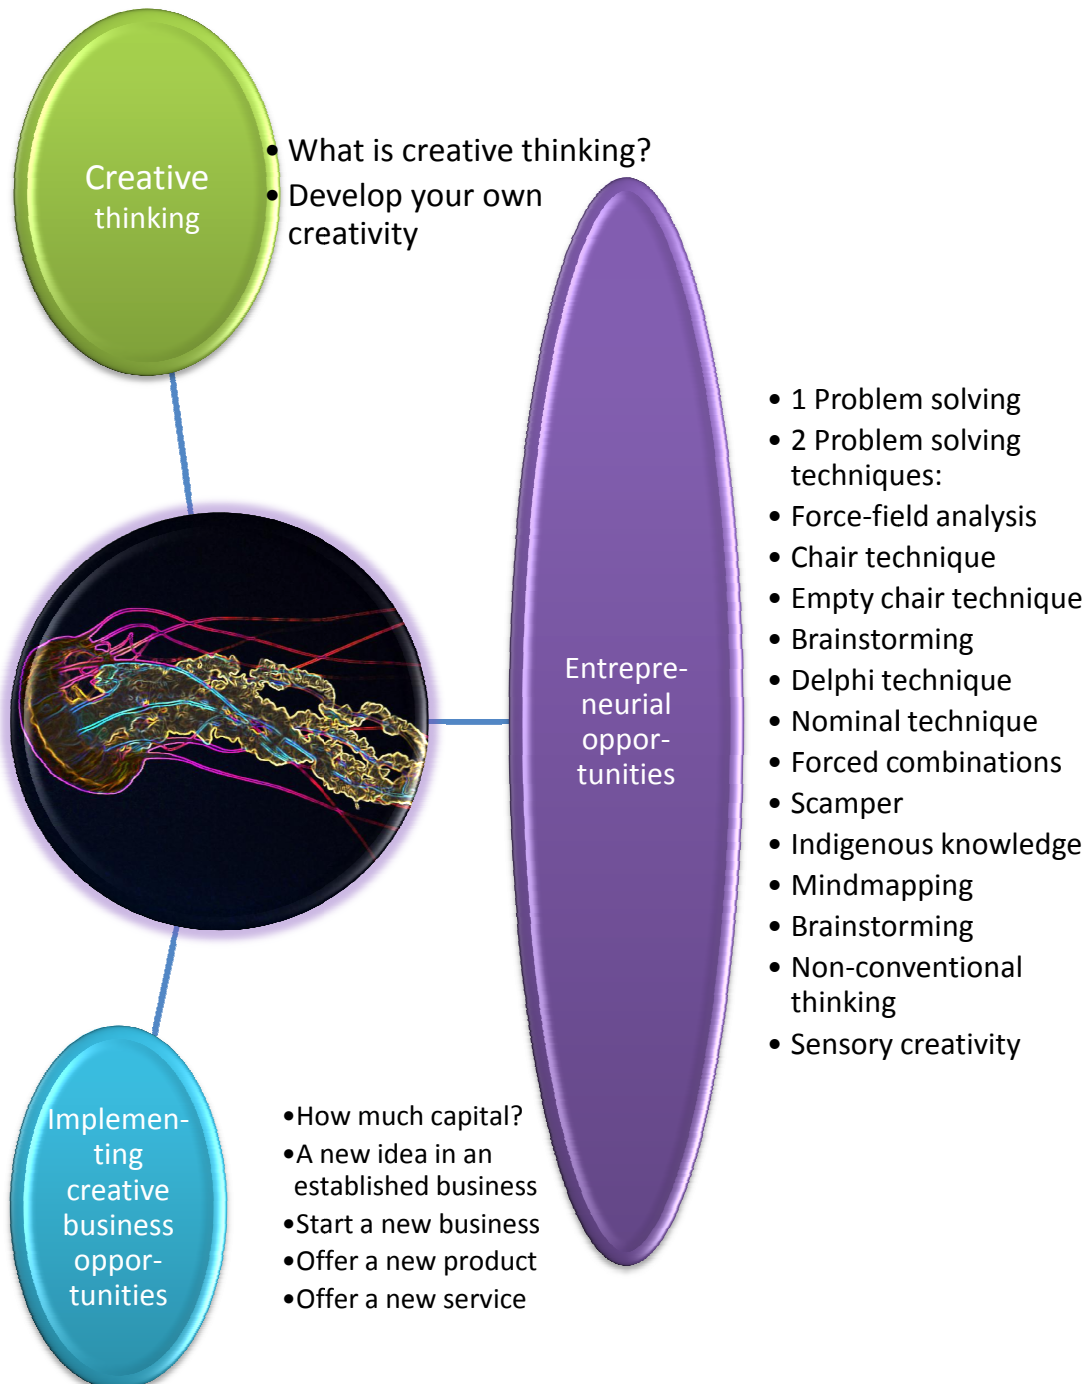 Creative
thinking
• What is creative thinking?
• Develop your own
creativity
Entrepre-
neurial
oppor-
tunities
• 1 Problem solving
• 2 Problem solving
techniques:
• Force-field analysis
• Chair technique
• Empty chair technique
• Brainstorming
• Delphi technique
• Nominal technique
• Forced combinations
• Scamper
• Indigenous knowledge
• Mindmapping
• Brainstorming
• Non-conventional
thinking
• Sensory creativity
Implemen-
ting
creative
business
oppor-
tunities
•How much capital?
•A new idea in an
established business
•Start a new business
•Offer a new product
•Offer a new service